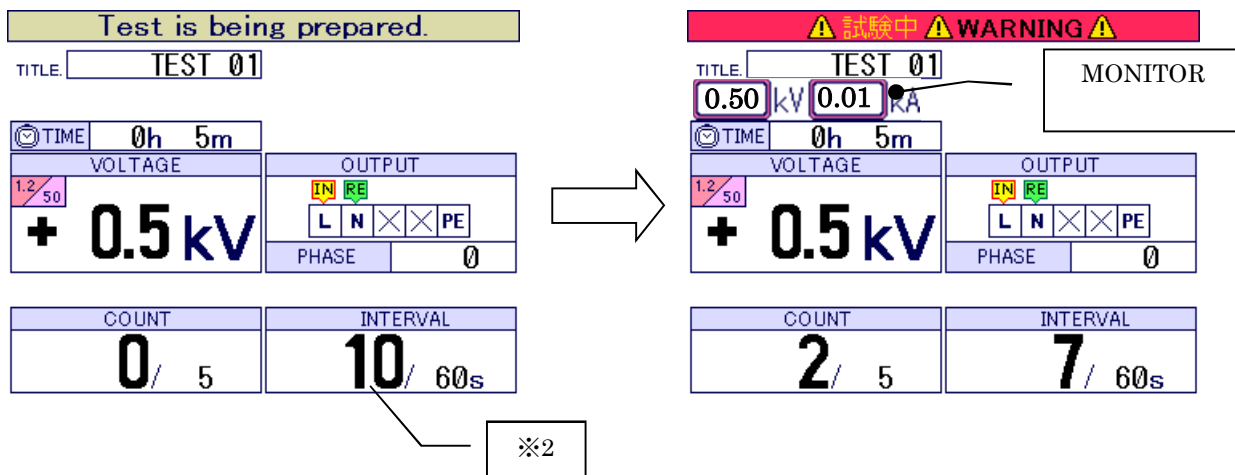 Test is being prepared.
TITLE. TEST 01
TIME 0h 5m
VOLTAGE
1.2/50
+ 0.5 kV
OUTPUT
IN RE
L N PE
PHASE 0
COUNT
0/ 5
INTERVAL
10/ 60s
※2
⚠ 試験中 ⚠ WARNING ⚠
TITLE. TEST 01
0.50 kV 0.01 kA
MONITOR
TIME 0h 5m
VOLTAGE
1.2/50
+ 0.5 kV
OUTPUT
IN RE
L N PE
PHASE 0
COUNT
2/ 5
INTERVAL
7/ 60s